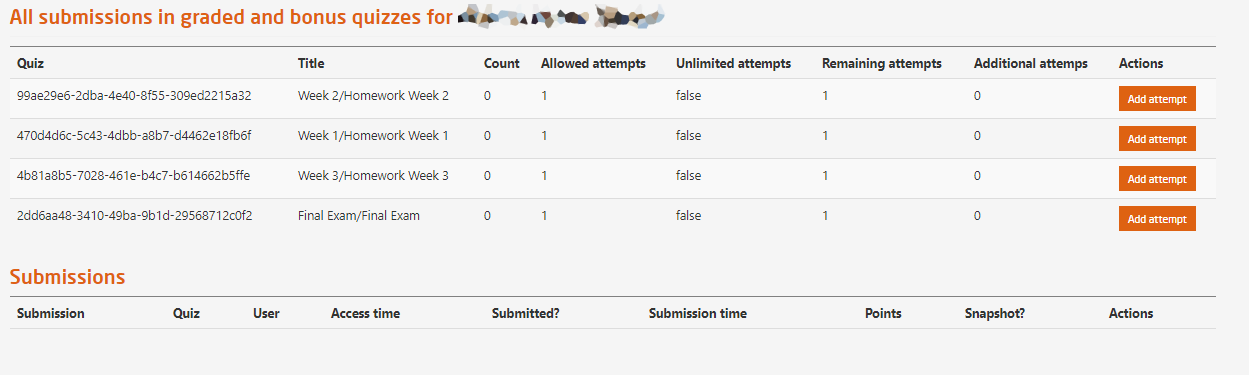 All submissions in graded and bonus quizzes for
Quiz Title Count Allowed attempts Unlimited attempts Remaining attempts Additional attemps Actions
99ae29e6-2dba-4e40-8f55-309ed2215a32 Week 2/Homework Week 2 0 1 false 1 0 Add attempt
470d4d6c-5c43-4dbb-a8b7-d4462e18fb6f Week 1/Homework Week 1 0 1 false 1 0 Add attempt
4b81a8b5-7028-461e-b4c7-b614662b5ffe Week 3/Homework Week 3 0 1 false 1 0 Add attempt
2dd6aa48-3410-49ba-9b1d-29568712c0f2 Final Exam/Final Exam 0 1 false 1 0 Add attempt
Submissions
Submission Quiz User Access time Submitted? Submission time Points Snapshot? Actions